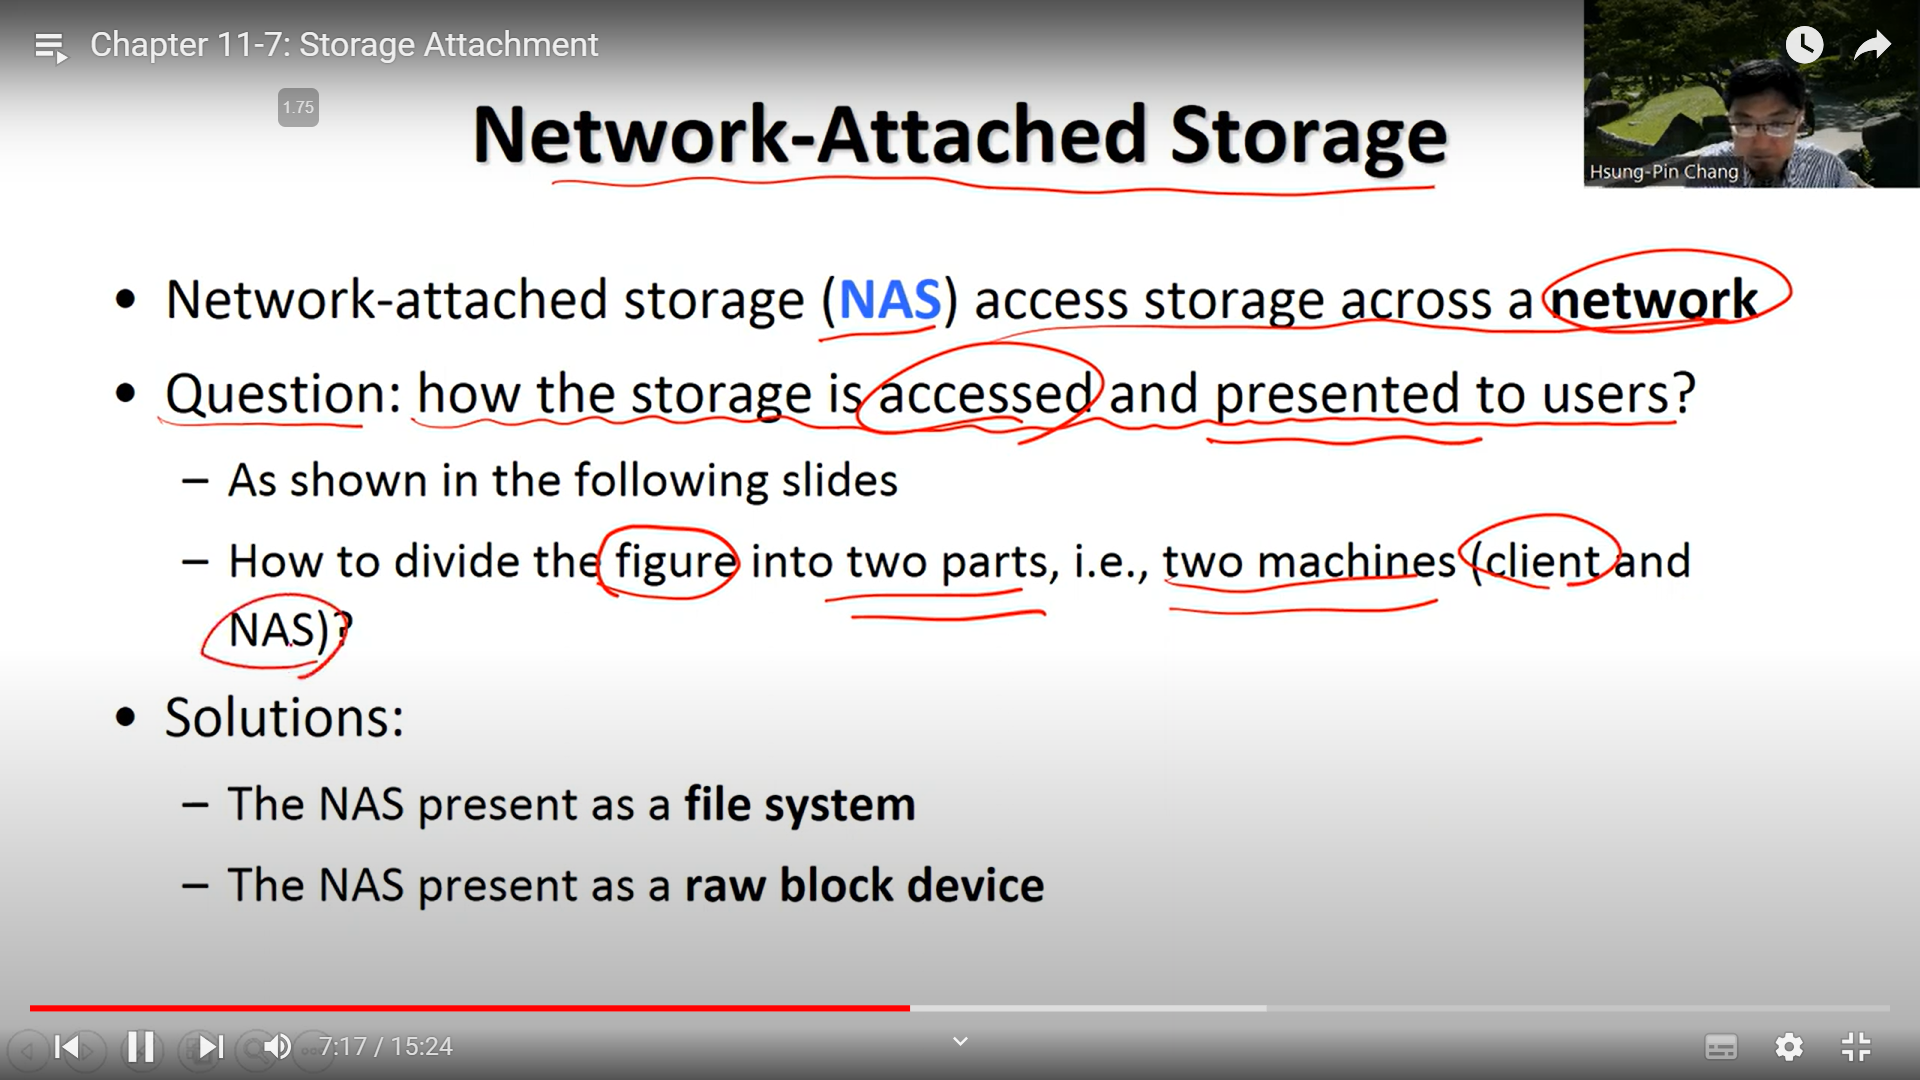 Chapter 11-7: Storage Attachment
1.75
Network-Attached Storage
Hsung-Pin Chang
• Network-attached storage (NAS) access storage across a network
• Question: how the storage is accessed and presented to users?
– As shown in the following slides
– How to divide the figure into two parts, i.e., two machines (client and
NAS)?
• Solutions:
– The NAS present as a file system
– The NAS present as a raw block device
7:17 / 15:24